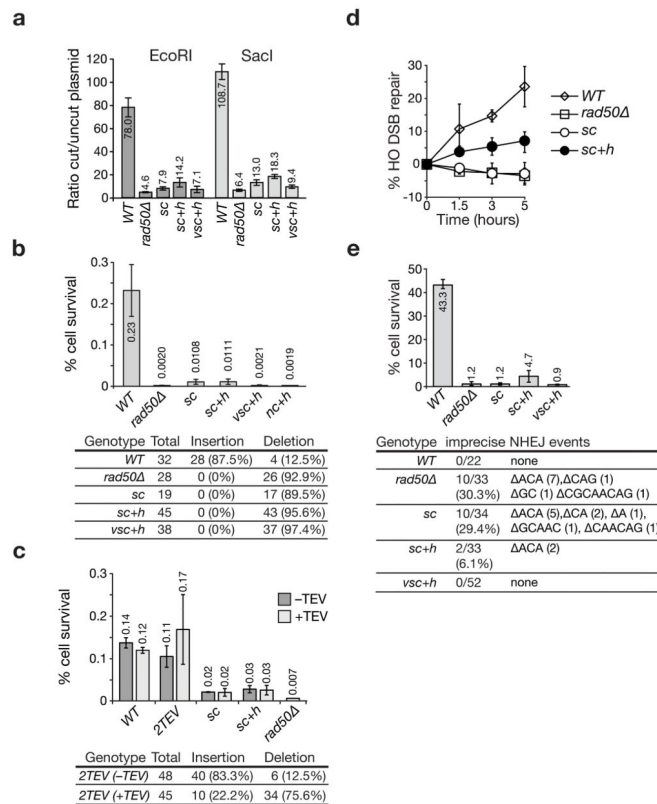 a
EcoRI SacI
Ratio cut/uncut plasmid
120
100
80
60
40
20
0
78.0 4.6 7.9 14.2 7.1 108.7 6.4 13.0 18.3 9.4
WT rad50Δ sc sc+h vsc+h WT rad50Δ sc sc+h vsc+h
b
% cell survival
0.3
0.2
0.1
0
0.23 0.0020 0.0108 0.0111 0.0021 0.0019
WT rad50Δ sc sc+h vsc+h nc+h
Genotype Total Insertion Deletion
WT 32 28 (87.5%) 4 (12.5%)
rad50Δ 28 0 (0%) 26 (92.9%)
sc 19 0 (0%) 17 (89.5%)
sc+h 45 0 (0%) 43 (95.6%)
vsc+h 38 0 (0%) 37 (97.4%)
c
% cell survival
0.3
0.2
0.1
0
0.14 0.12 0.11 0.17 0.02 0.02 0.03 0.03 0.007
–TEV
+TEV
WT 2TEV sc sc+h rad50Δ
Genotype Total Insertion Deletion
2TEV (–TEV) 48 40 (83.3%) 6 (12.5%)
2TEV (+TEV) 45 10 (22.2%) 34 (75.6%)
d
% HO DSB repair
30
20
10
0
-10
0 1.5 3 5
Time (hours)
WT
rad50Δ
sc
sc+h
e
% cell survival
50
40
30
20
10
0
43.3 1.2 1.2 4.7 0.9
WT rad50Δ sc sc+h vsc+h
Genotype imprecise NHEJ events
WT 0/22 none
rad50Δ 10/33 ΔACA (7),ΔCAG (1)
(30.3%) ΔGC (1) ΔCGCAACAG (1)
sc 10/34 ΔACA (5),ΔCA (2), ΔA (1),
(29.4%) ΔGCAAC (1), ΔCAACAG (1)
sc+h 2/33 ΔACA (2)
(6.1%)
vsc+h 0/52 none